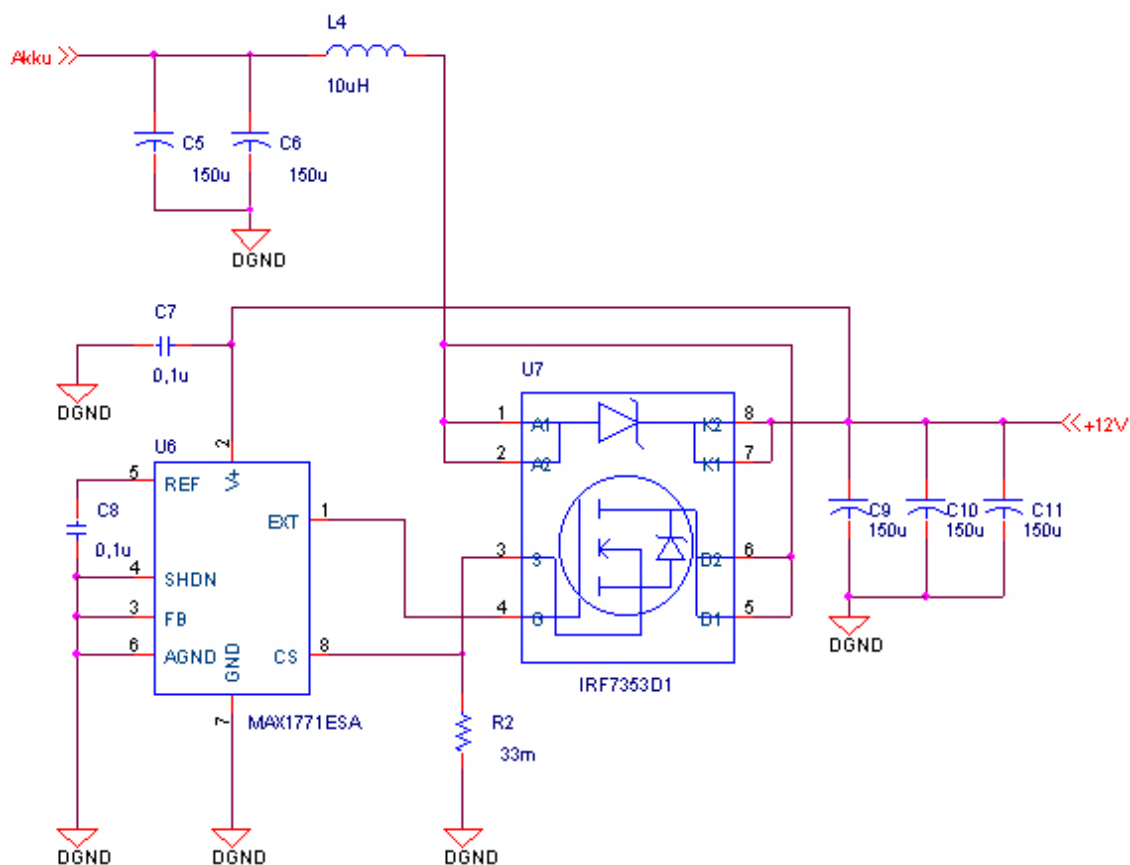 L4
Akku
10uH
C5
C6
150u
150u
DGND
C7
0,1u
DGND
U7
1
A1
K2
8
+12V
2
A2
K1
7
U6
2
V+
5
REF
C8
0,1u
EXT
1
C9
C10
C11
150u
150u
150u
3
S
D2
6
4
SHDN
4
G
D1
5
3
FB
DGND
6
AGND
GND
CS
8
IRF7353D1
7
MAX1771ESA
R2
33m
DGND
DGND
DGND